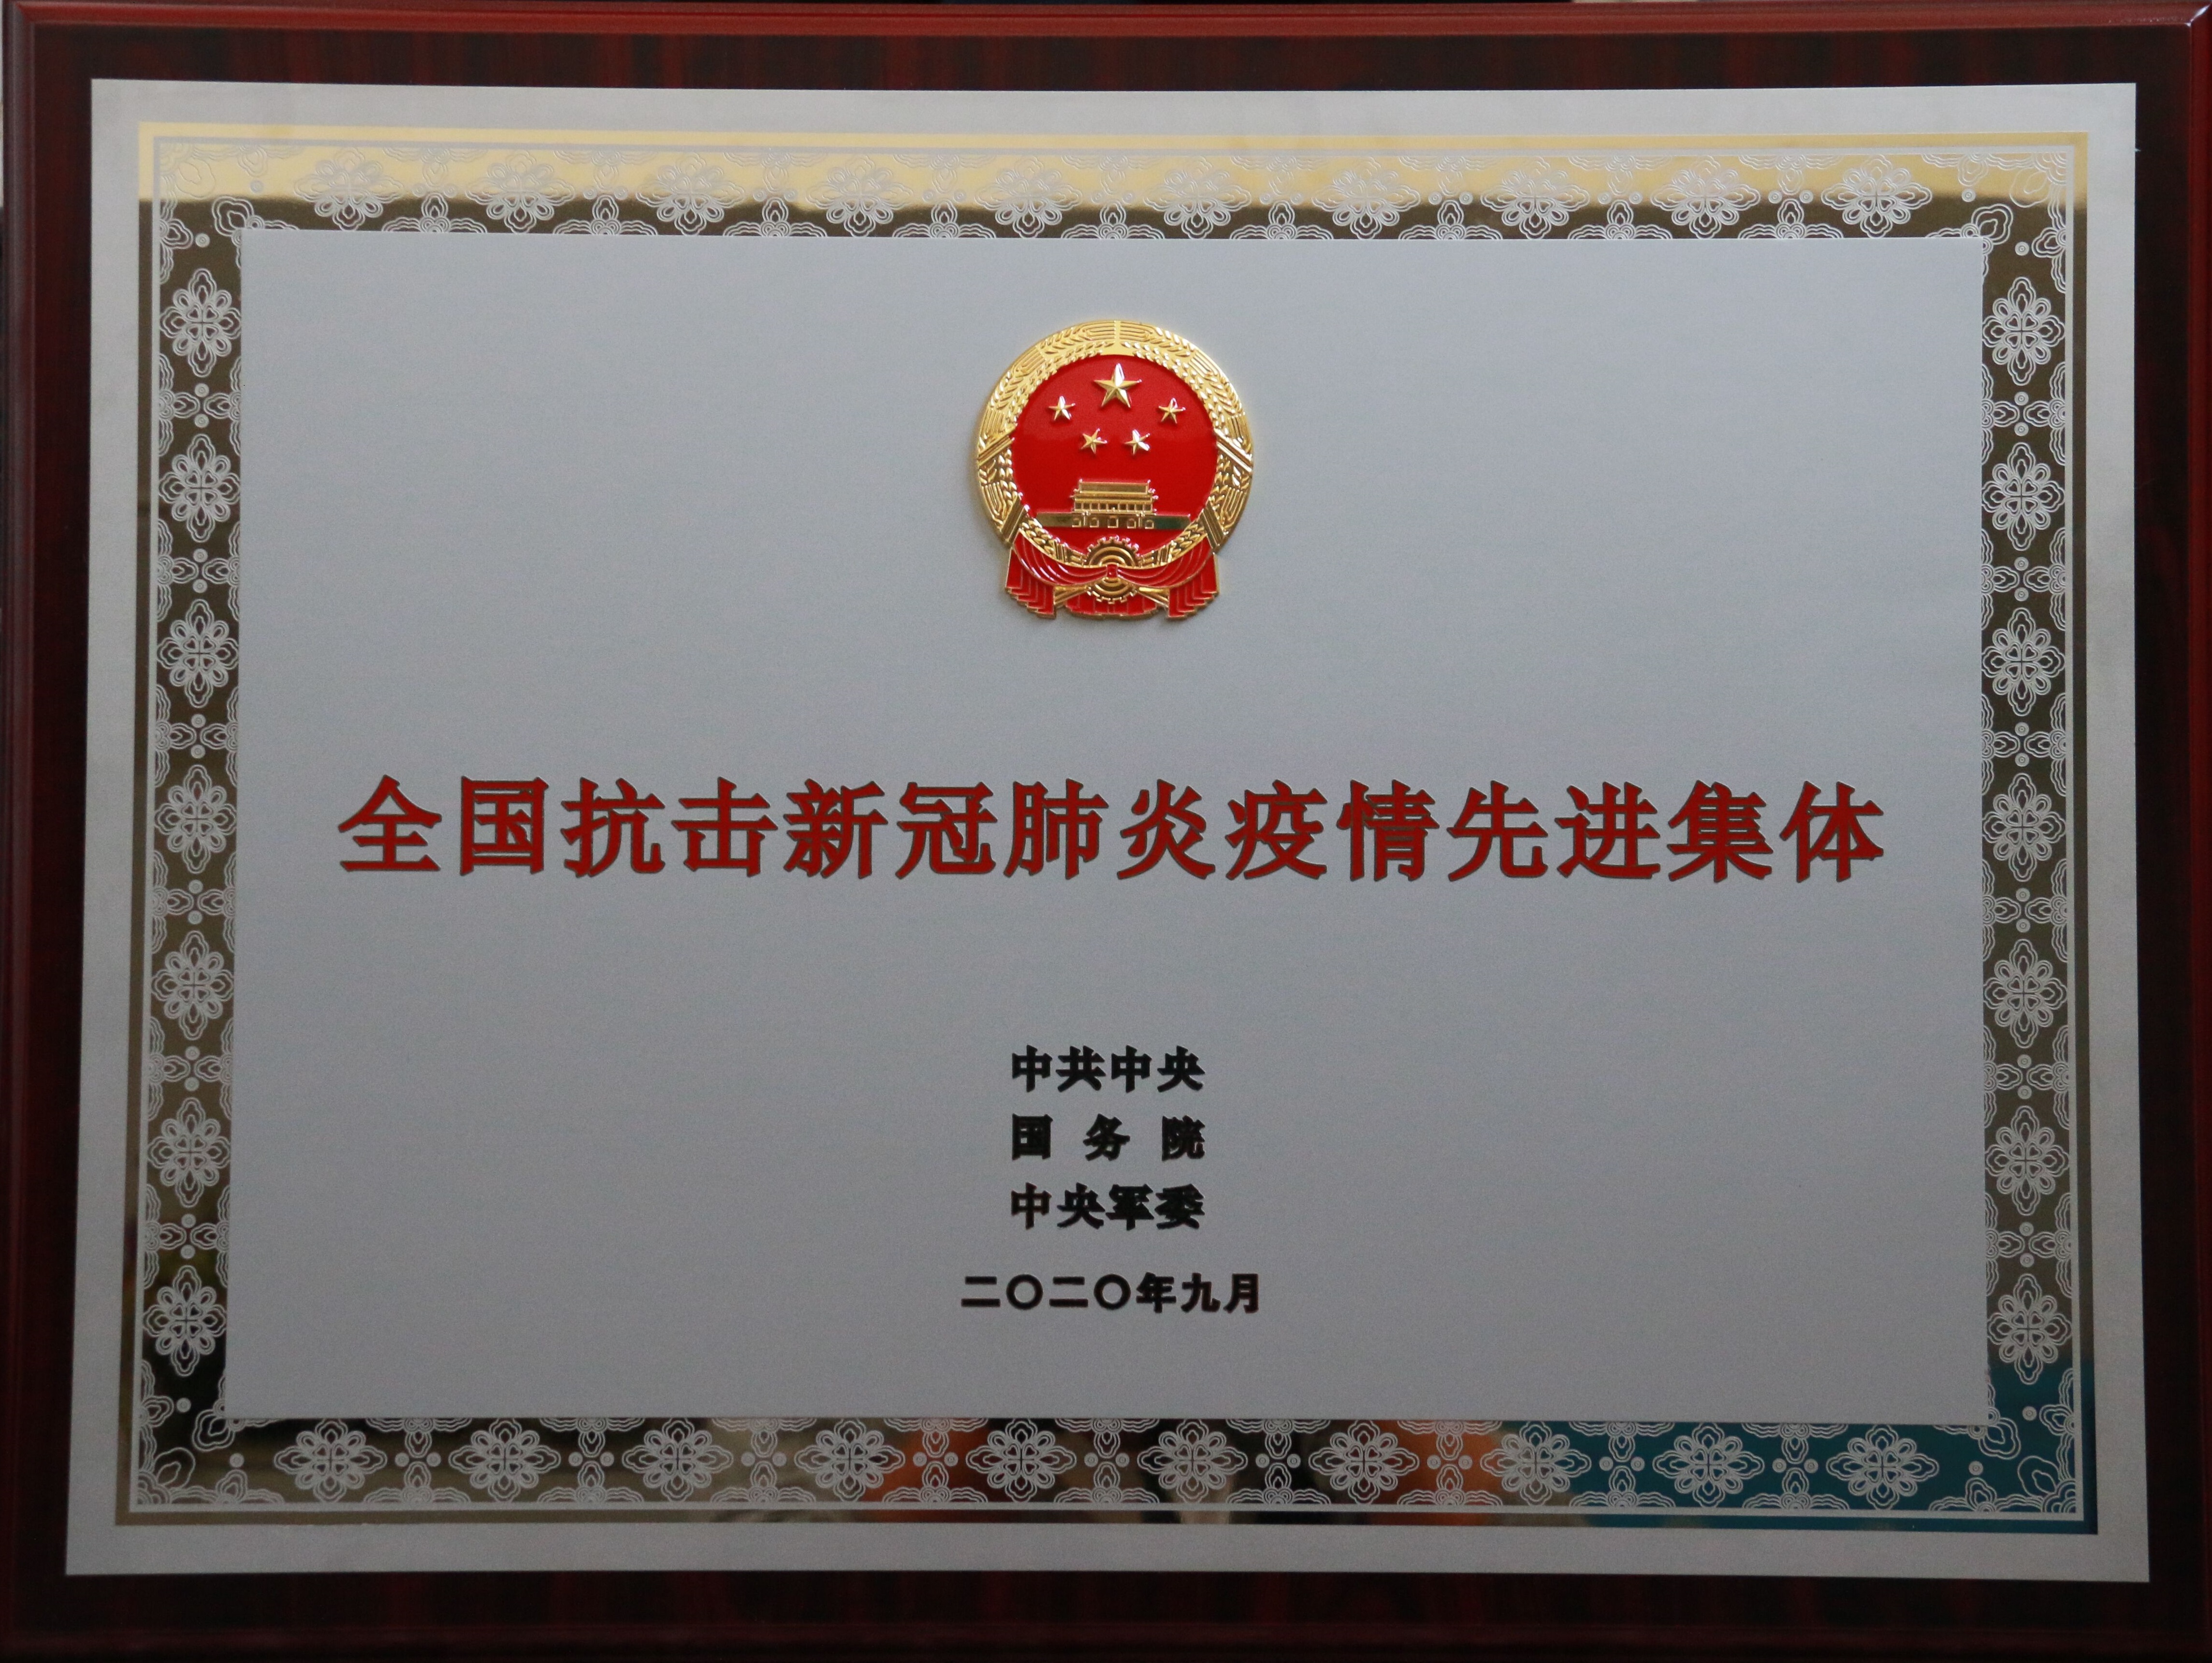 全国抗击新冠肺炎疫情先进集体
中共中央
国务院
中央军委
二〇二〇年九月